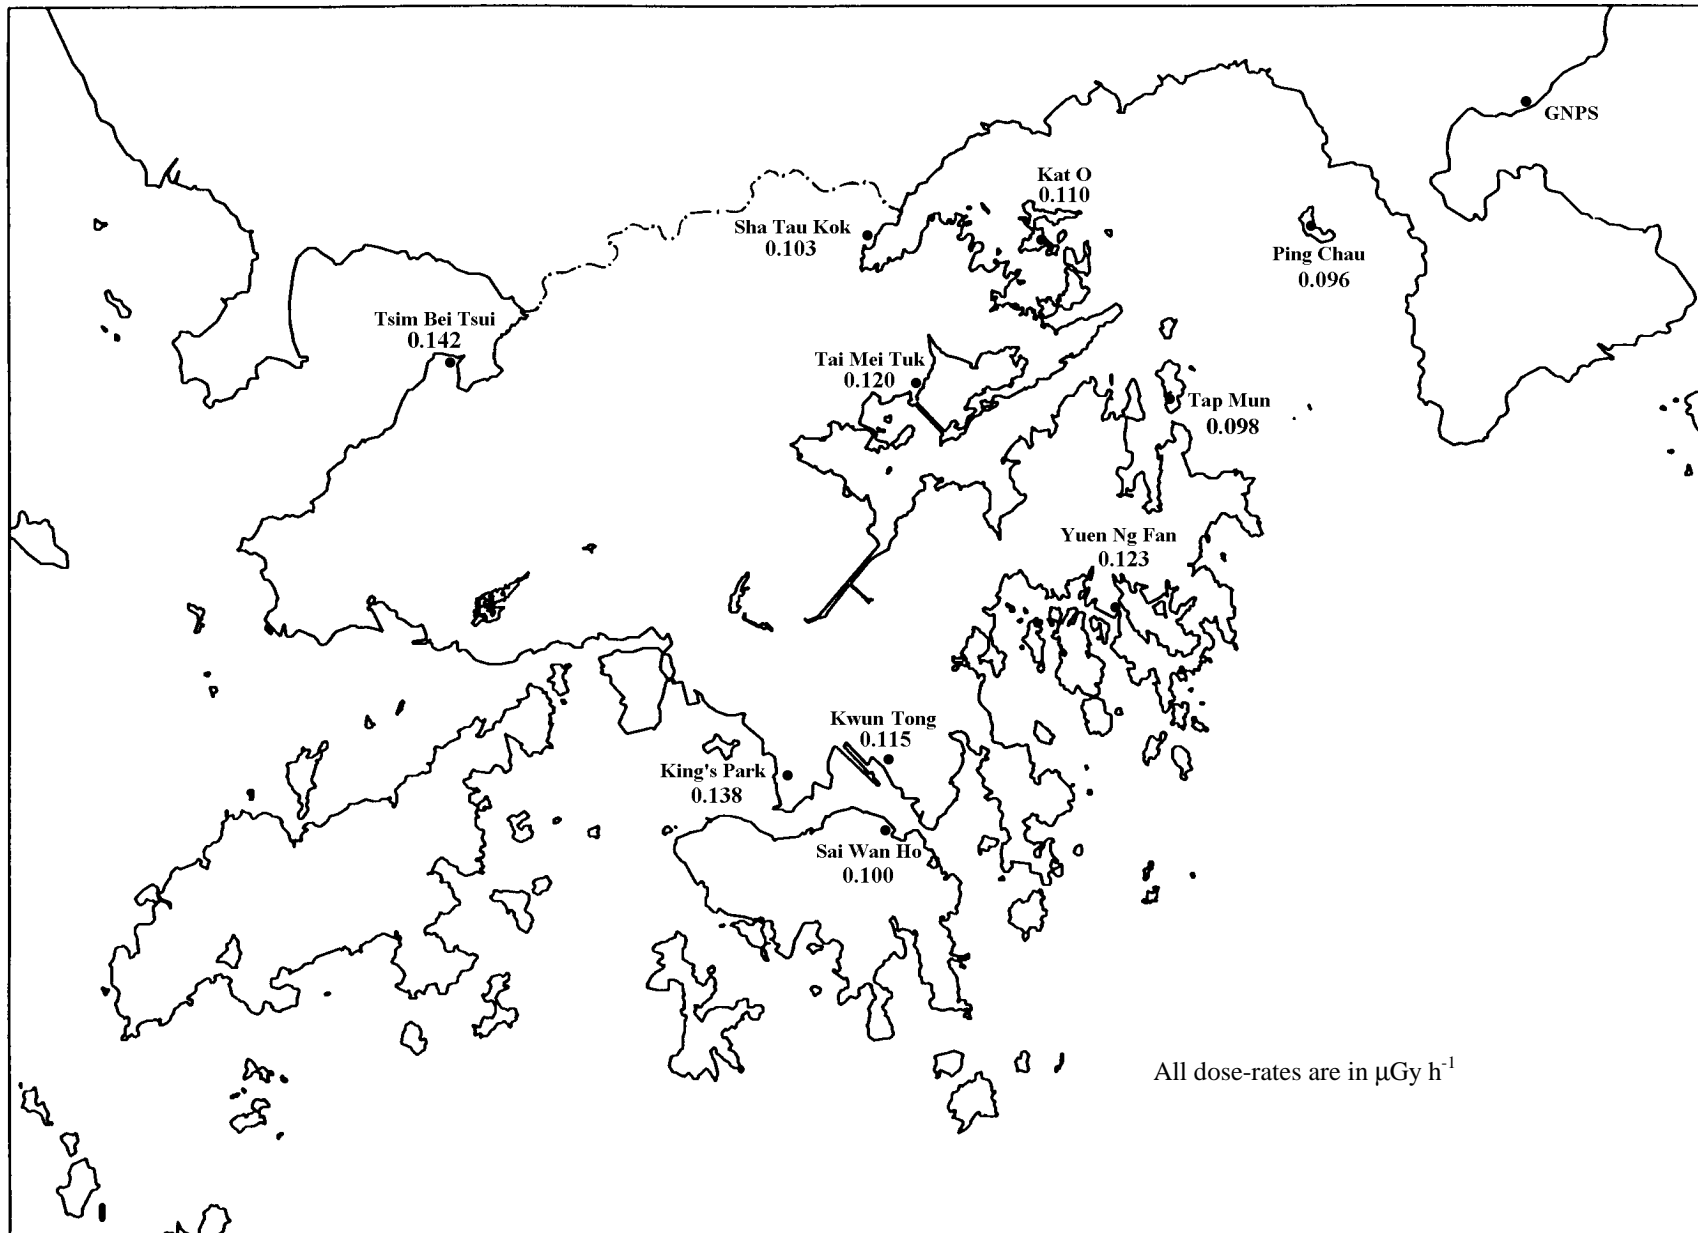 GNPS
Kat O
0.110
Sha Tau Kok
0.103
Ping Chau
0.096
Tsim Bei Tsui
0.142
Tai Mei Tuk
0.120
Tap Mun
0.098
Yuen Ng Fan
0.123
Kwun Tong
0.115
King's Park
0.138
Sai Wan Ho
0.100
All dose-rates are in μGy h⁻¹